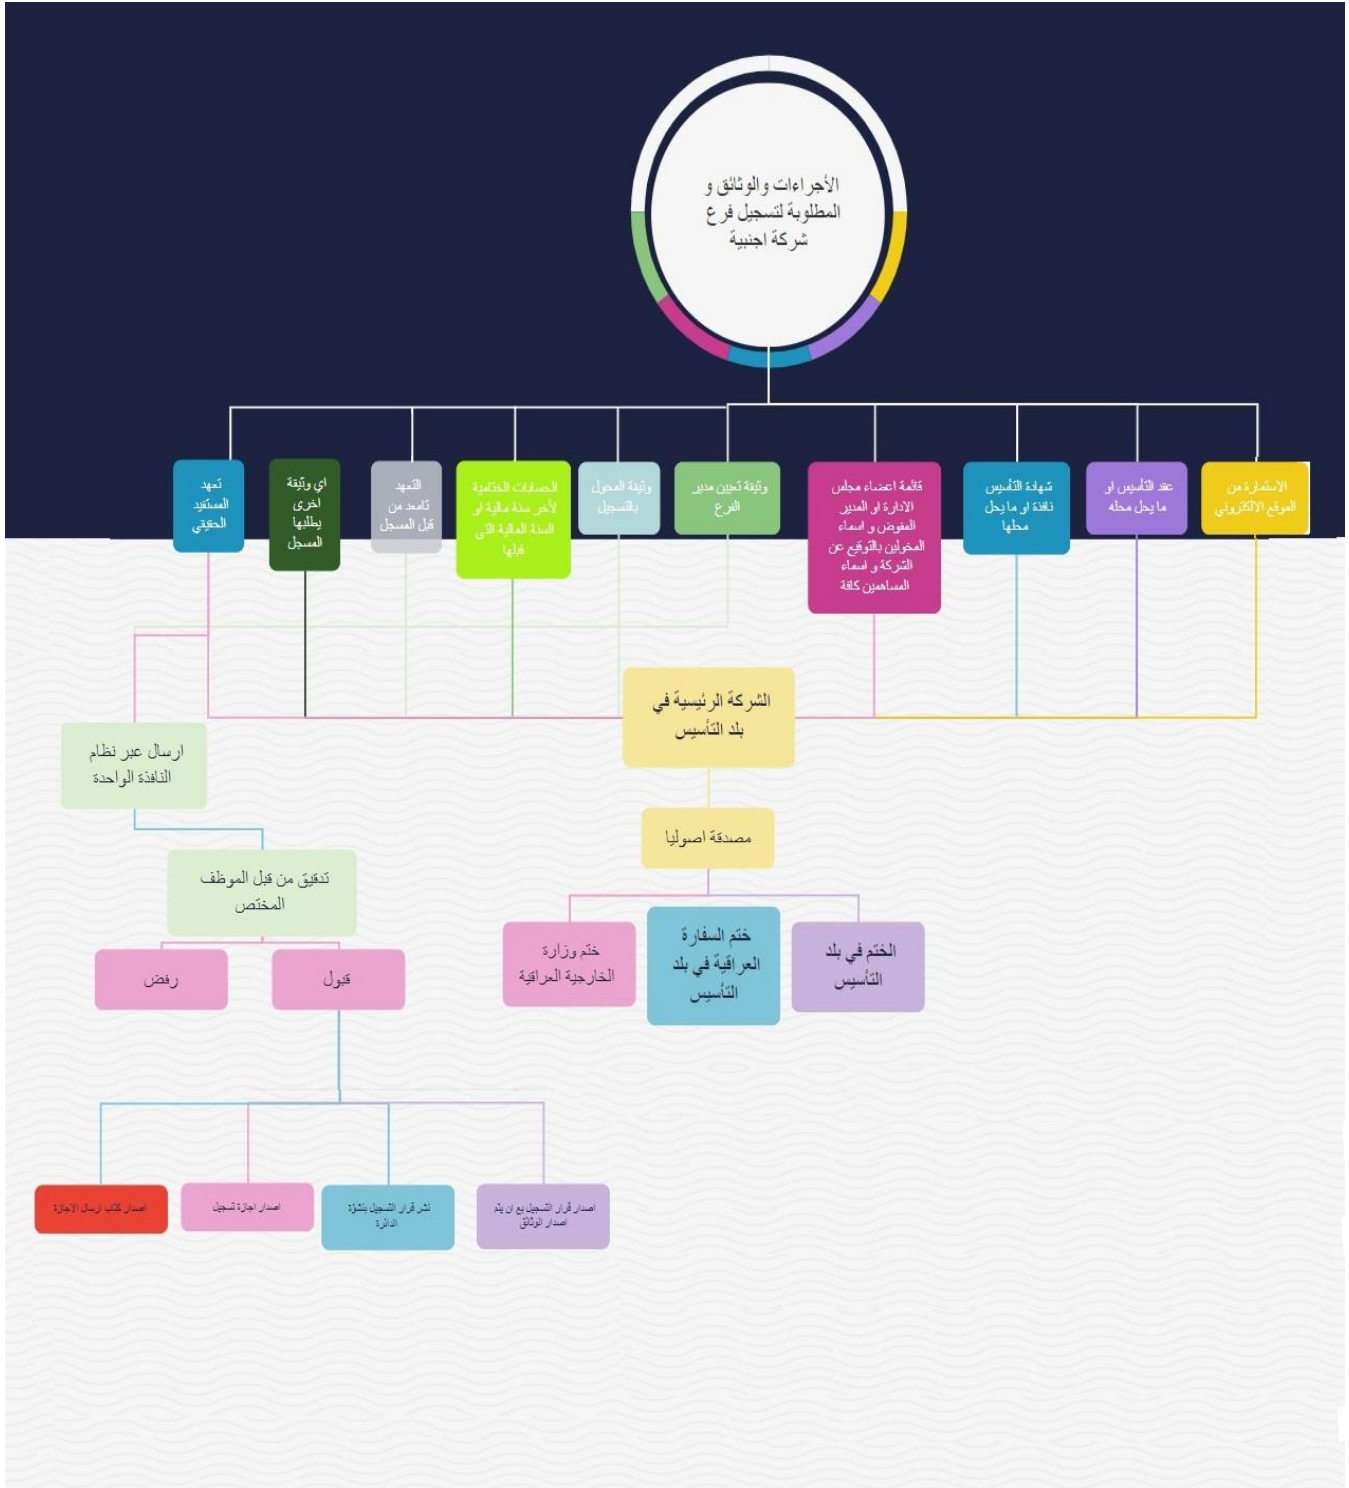 الأجراءات والوثائق و
المطلوبة لتسجيل فرع
شركة اجنبية
الاستمارة من
الموقع الالكتروني
عقد التأسيس او
ما يحل محله
شهادة التأسيس
نافذة او ما يحل
محلها
قائمة اعضاء مجلس
الادارة او المدير
المفوض و اسماء
المخولين بالتوقيع عن
الشركة و اسماء
المساهمين كافة
وثيقة تعيين مدير
الفرع
وثيقة المحول
بالتسجيل
الحسابات الختامية
لأخر سنة مالية او
السنة المالية التي
قبلها
التعهد
من
قبل المسجل
اي وثيقة
اخرى
يطلبها
المسجل
تعهد
المستفيد
الحقيقي
الشركة الرئيسية في
بلد التأسيس
مصدقة اصوليا
الختم في بلد
التأسيس
ختم السفارة
العراقية في بلد
التأسيس
ختم وزارة
الخارجية العراقية
ارسال عبر نظام
النافذة الواحدة
تدقيق من قبل الموظف
المختص
قبول
رفض
اصدار قرار التسجيل بع ان يتم
اصدار الوثائق
نشر قرار التسجيل بنشرة
الدائرة
اصدار اجازة تسجيل
اصدار كتاب ارسال الاجازة